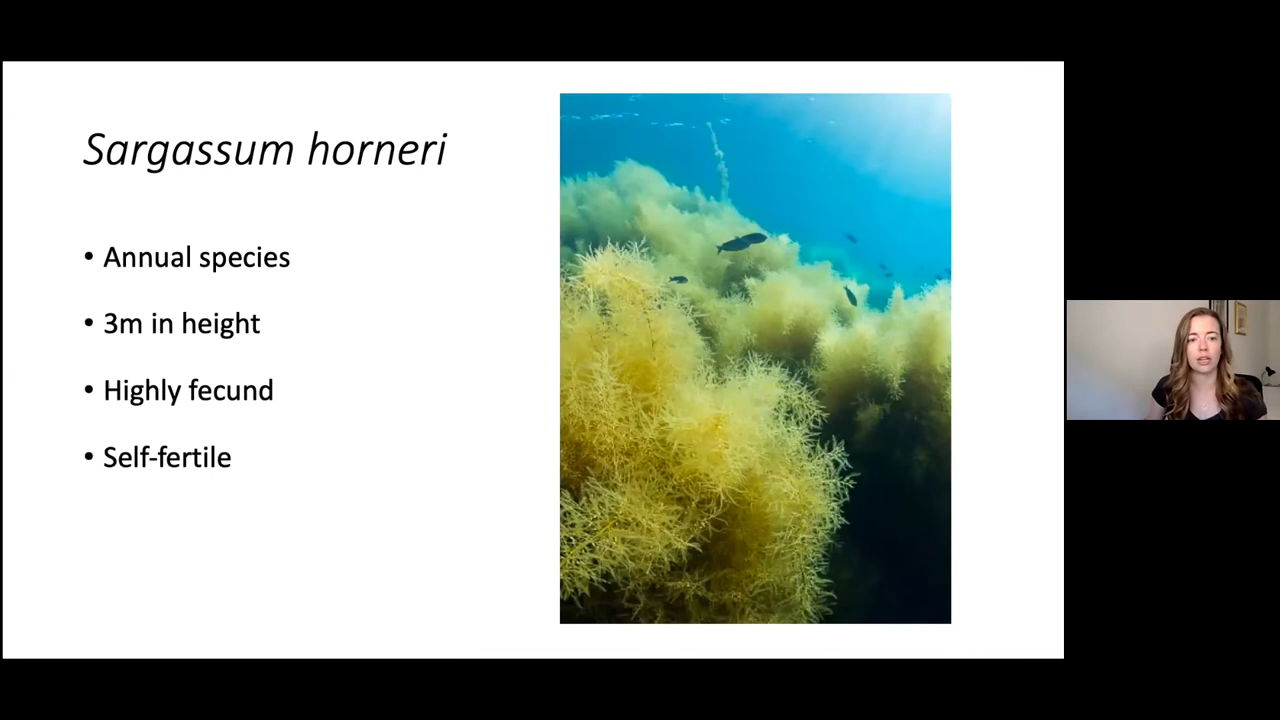 Sargassum horneri
• Annual species
• 3m in height
• Highly fecund
• Self-fertile